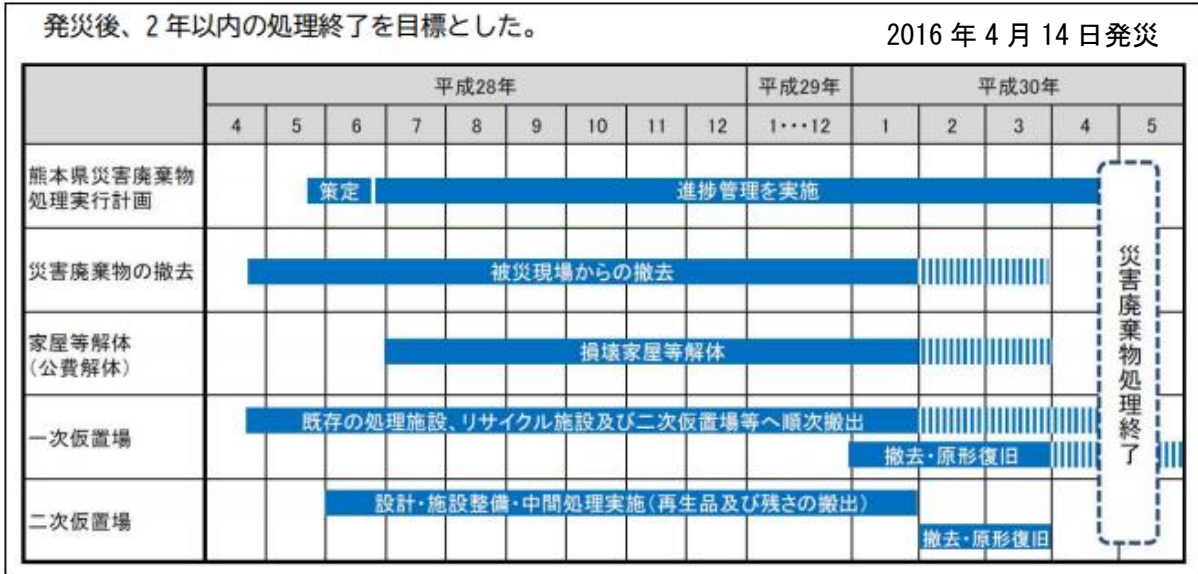 発災後、2年以内の処理終了を目標とした。
2016年4月14日発災
平成28年 平成29年 平成30年
4 5 6 7 8 9 10 11 12 1・・・12 1 2 3 4 5
熊本県災害廃棄物
処理実行計画
策定 進捗管理を実施
災害廃棄物の撤去
被災現場からの撤去
家屋等解体
(公費解体)
損壊家屋等解体
一次仮置場
既存の処理施設、リサイクル施設及び二次仮置場等へ順次搬出
撤去・原形復旧
二次仮置場
設計・施設整備・中間処理実施(再生品及び残さの搬出)
撤去・原形復旧
災害廃棄物処理終了